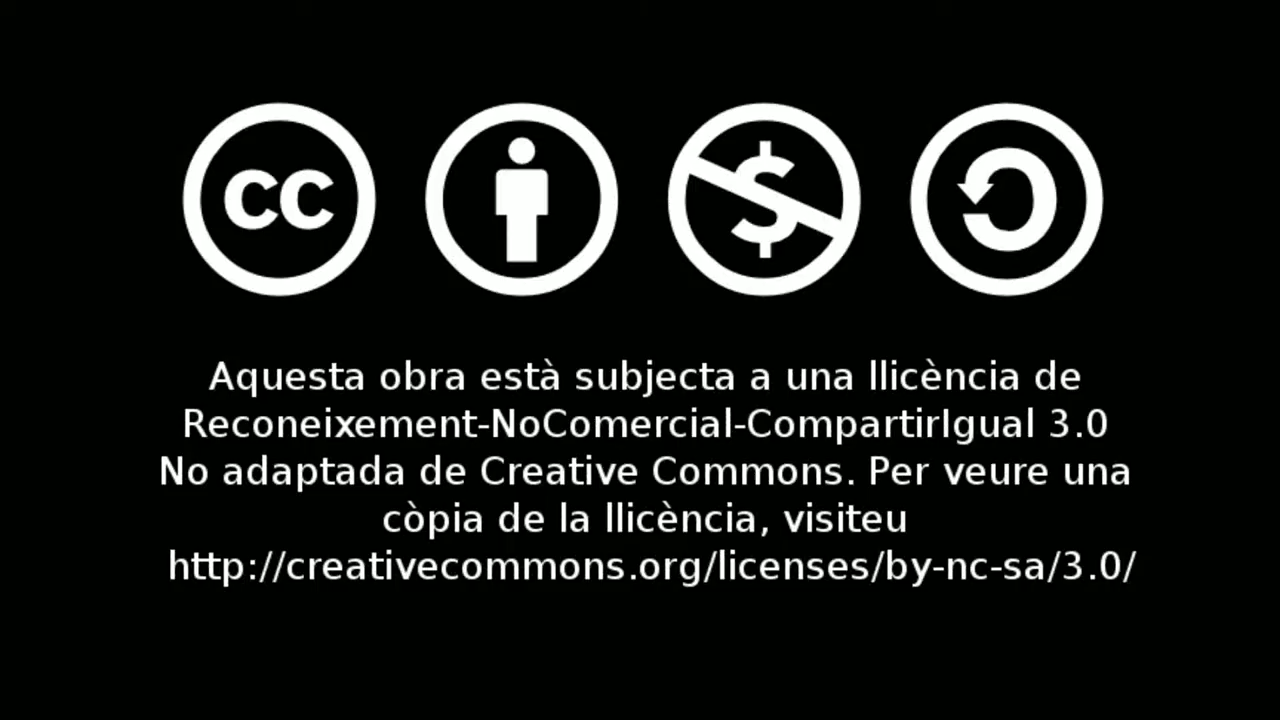 cc
$
Aquesta obra està subjecta a una llicència de
Reconeixement-NoComercial-CompartirIgual 3.0
No adaptada de Creative Commons. Per veure una
còpia de la llicència, visiteu
http://creativecommons.org/licenses/by-nc-sa/3.0/